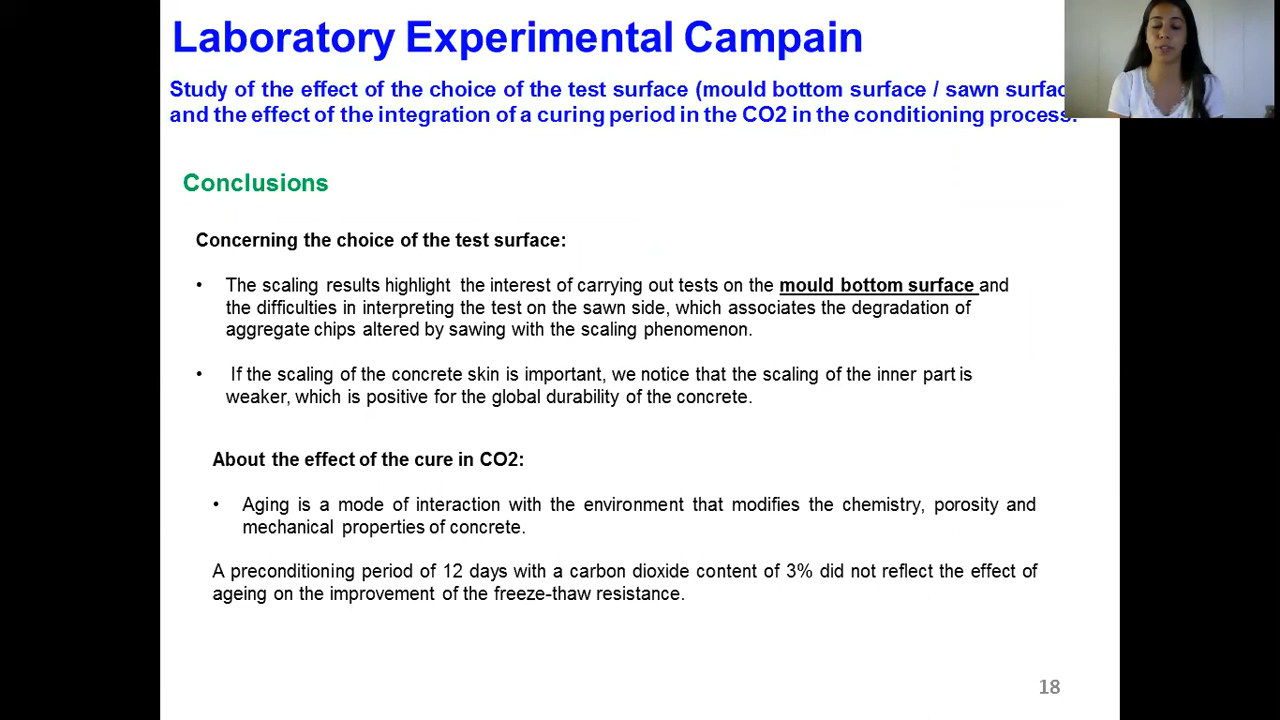 Laboratory Experimental Campain
Study of the effect of the choice of the test surface (mould bottom surface / sawn
and the effect of the integration of a curing period in the CO2 in the conditioning process.
Conclusions
Concerning the choice of the test surface:
• The scaling results highlight the interest of carrying out tests on the mould bottom surface and
the difficulties in interpreting the test on the sawn side, which associates the degradation of
aggregate chips altered by sawing with the scaling phenomenon.
• If the scaling of the concrete skin is important, we notice that the scaling of the inner part is
weaker, which is positive for the global durability of the concrete.
About the effect of the cure in CO2:
• Aging is a mode of interaction with the environment that modifies the chemistry, porosity and
mechanical properties of concrete.
A preconditioning period of 12 days with a carbon dioxide content of 3% did not reflect the effect of
ageing on the improvement of the freeze-thaw resistance.
18